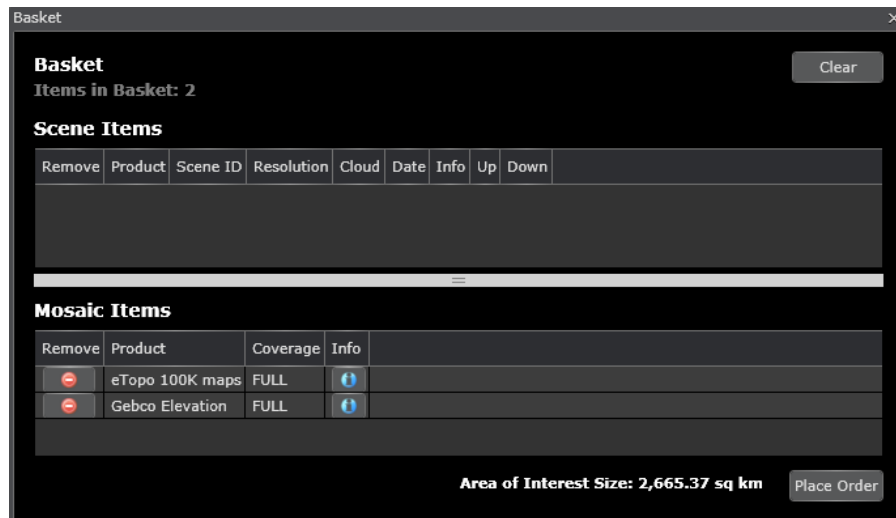 Basket
Basket
Clear
Items in Basket: 2
Scene Items
Remove Product Scene ID Resolution Cloud Date Info Up Down
Mosaic Items
Remove Product Coverage Info
eTopo 100K maps FULL
Gebco Elevation FULL
Area of Interest Size: 2,665.37 sq km Place Order